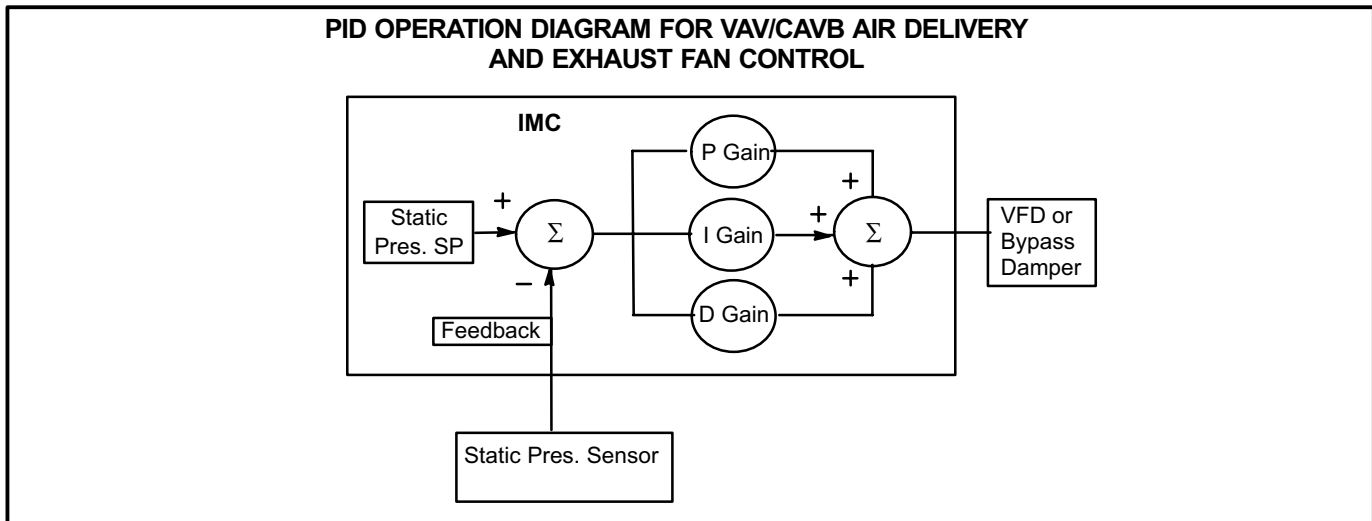 PID OPERATION DIAGRAM FOR VAV/CAVB AIR DELIVERY
AND EXHAUST FAN CONTROL
IMC
P Gain
+
+
Static
Pres. SP
Σ
I Gain
+
Σ
VFD or
Bypass
Damper
−
+
D Gain
Feedback
Static Pres. Sensor